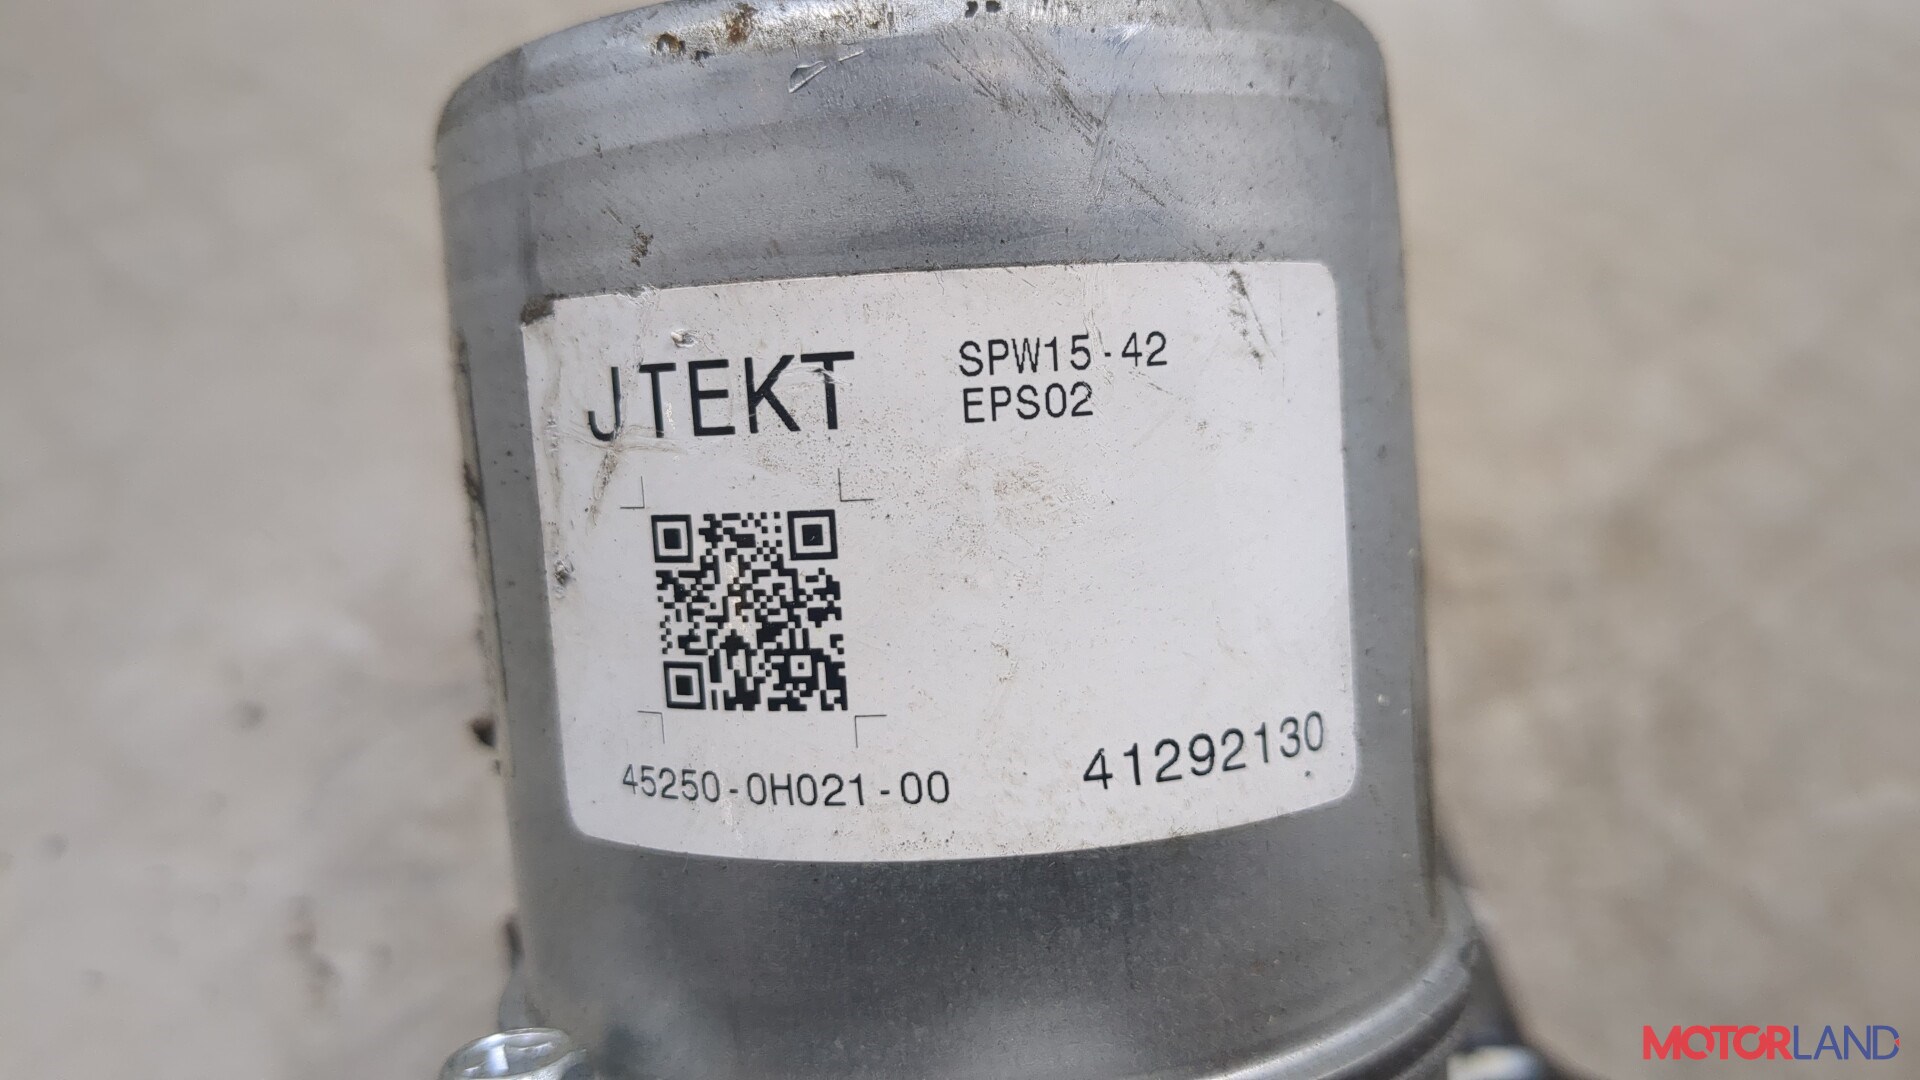 JTEKT
SPW15-42
EPS02
45250-0H021-00
41292130
MOTORLAND